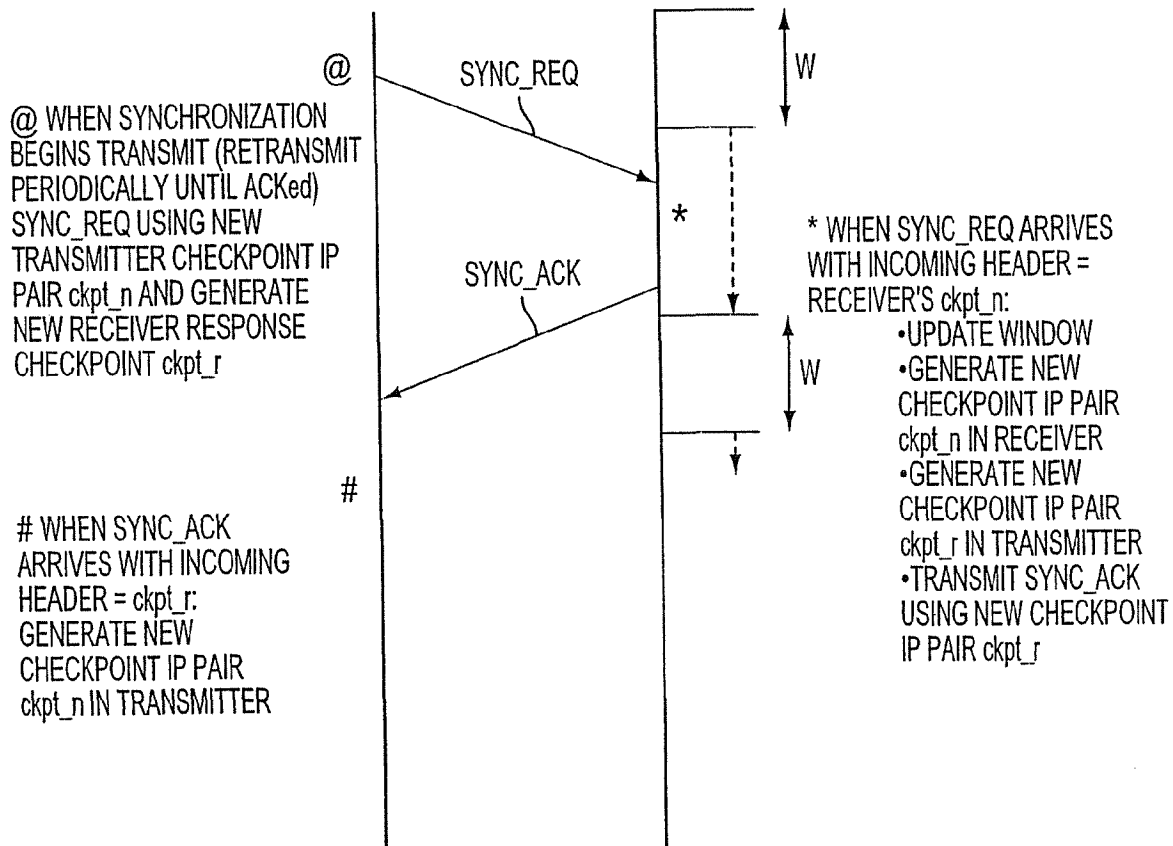 @
SYNC_REQ
W
@ WHEN SYNCHRONIZATION
BEGINS TRANSMIT (RETRANSMIT
PERIODICALLY UNTIL ACKed)
SYNC_REQ USING NEW
TRANSMITTER CHECKPOINT IP
PAIR ckpt_n AND GENERATE
NEW RECEIVER RESPONSE
CHECKPOINT ckpt_r
*
SYNC_ACK
* WHEN SYNC_REQ ARRIVES
WITH INCOMING HEADER =
RECEIVER'S ckpt_n:
•UPDATE WINDOW
•GENERATE NEW
CHECKPOINT IP PAIR
ckpt_n IN RECEIVER
•GENERATE NEW
CHECKPOINT IP PAIR
ckpt_r IN TRANSMITTER
•TRANSMIT SYNC_ACK
USING NEW CHECKPOINT
IP PAIR ckpt_r
W
#
# WHEN SYNC_ACK
ARRIVES WITH INCOMING
HEADER = ckpt_r:
GENERATE NEW
CHECKPOINT IP PAIR
ckpt_n IN TRANSMITTER